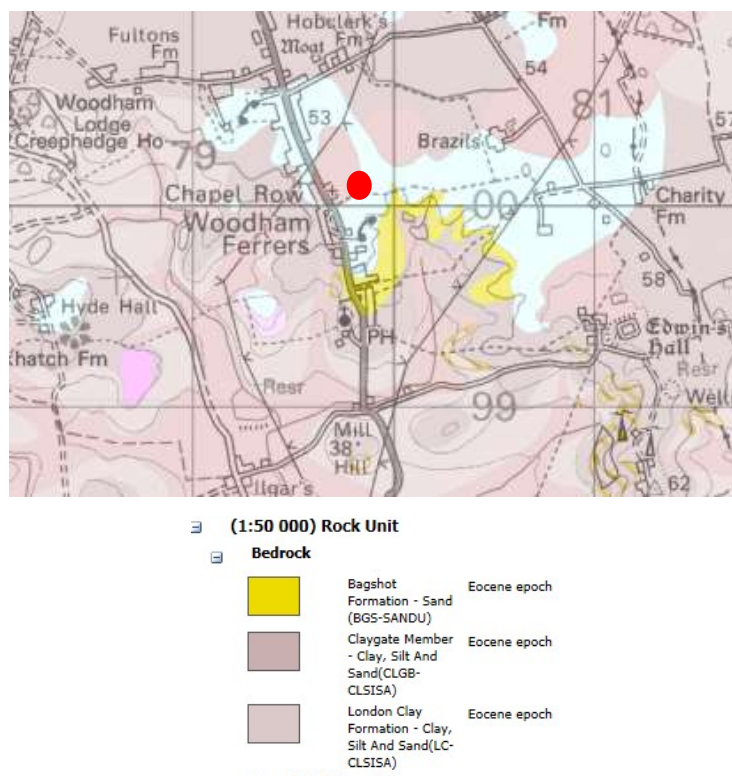 Hobclerk's
Fm
Fm
Fultons
Fm
Moat
54
Woodham
Lodge
Creephedge Ho
53
81
57
79
Brazils
Chapel Row
00
Charity
Fm
Woodham
Ferrers
58
Hyde Hall
PH
Edwin's
Hall
hatch Fm
Resr
Resr
Well
99
Mill
38
Hill
62
Ilgar's
(1:50 000) Rock Unit
Bedrock
Bagshot
Formation - Sand
(BGS-SANDU)
Eocene epoch
Claygate Member
- Clay, Silt And
Sand(CLGB-
CLSISA)
Eocene epoch
London Clay
Formation - Clay,
Silt And Sand(LC-
CLSISA)
Eocene epoch